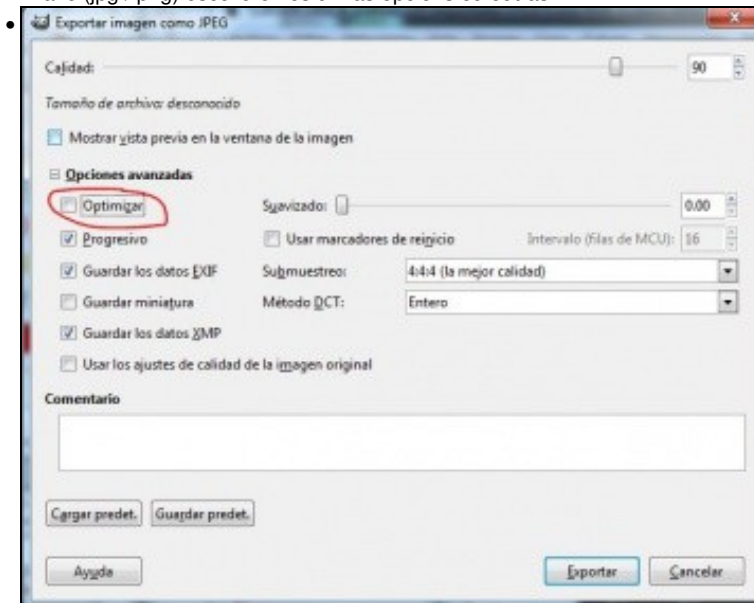 Exportar imagen como JPEG
Calidad: 90
Tamaño de archivo: desconocido
Mostrar vista previa en la ventana de la imagen
Opciones avanzadas
Optimizar Suavizado: 0.00
Progresivo Usar marcadores de reinicio Intervalo (filas de MCU): 16
Guardar los datos EXIF Submuestreo: 4:4:4 (la mejor calidad)
Guardar miniatura Método DCT: Entero
Guardar los datos XMP
Usar los ajustes de calidad de la imagen original
Comentario
Cargar predet. Guardar predet.
Ayuda Exportar Cancelar